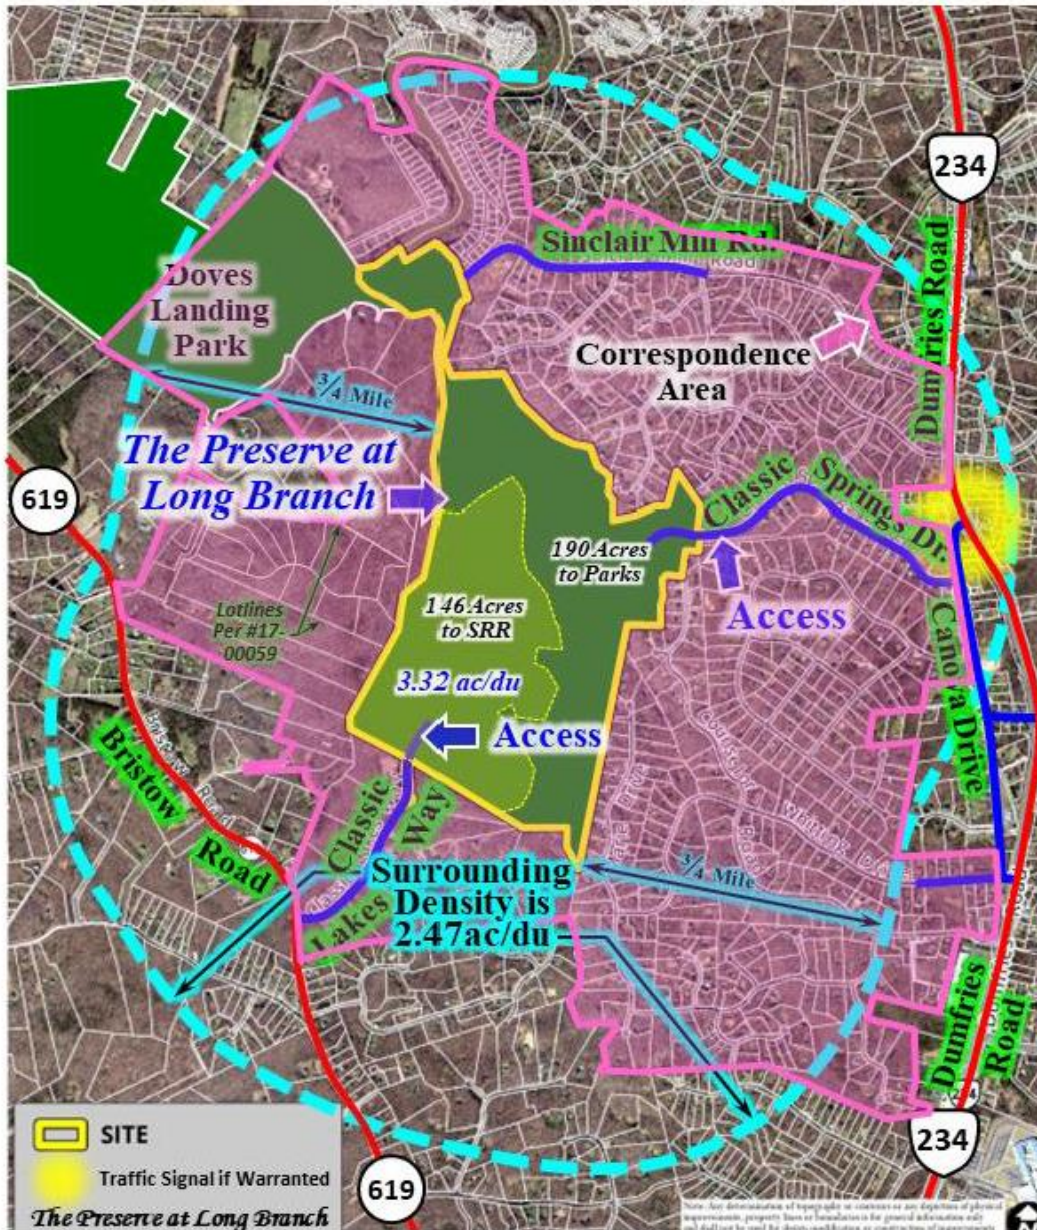 234
Sinclair Mill Rd.
Dumfries Road
Doves
Landing
Park
Correspondence
Area
3/4 Mile
The Preserve at
Long Branch
619
Classic Springs Dr.
190 Acres
to Parks
146 Acres
to SRR
Access
Lotlines
Per #17-
00059
3.32 ac/du
Access
Canova Drive
Bristow
Road
Classic
Lakes Way
Surrounding
Density is
2.47ac/du
3/4 Mile
Dumfries
Road
234
SITE
Traffic Signal if Warranted
The Preserve at Long Branch
619